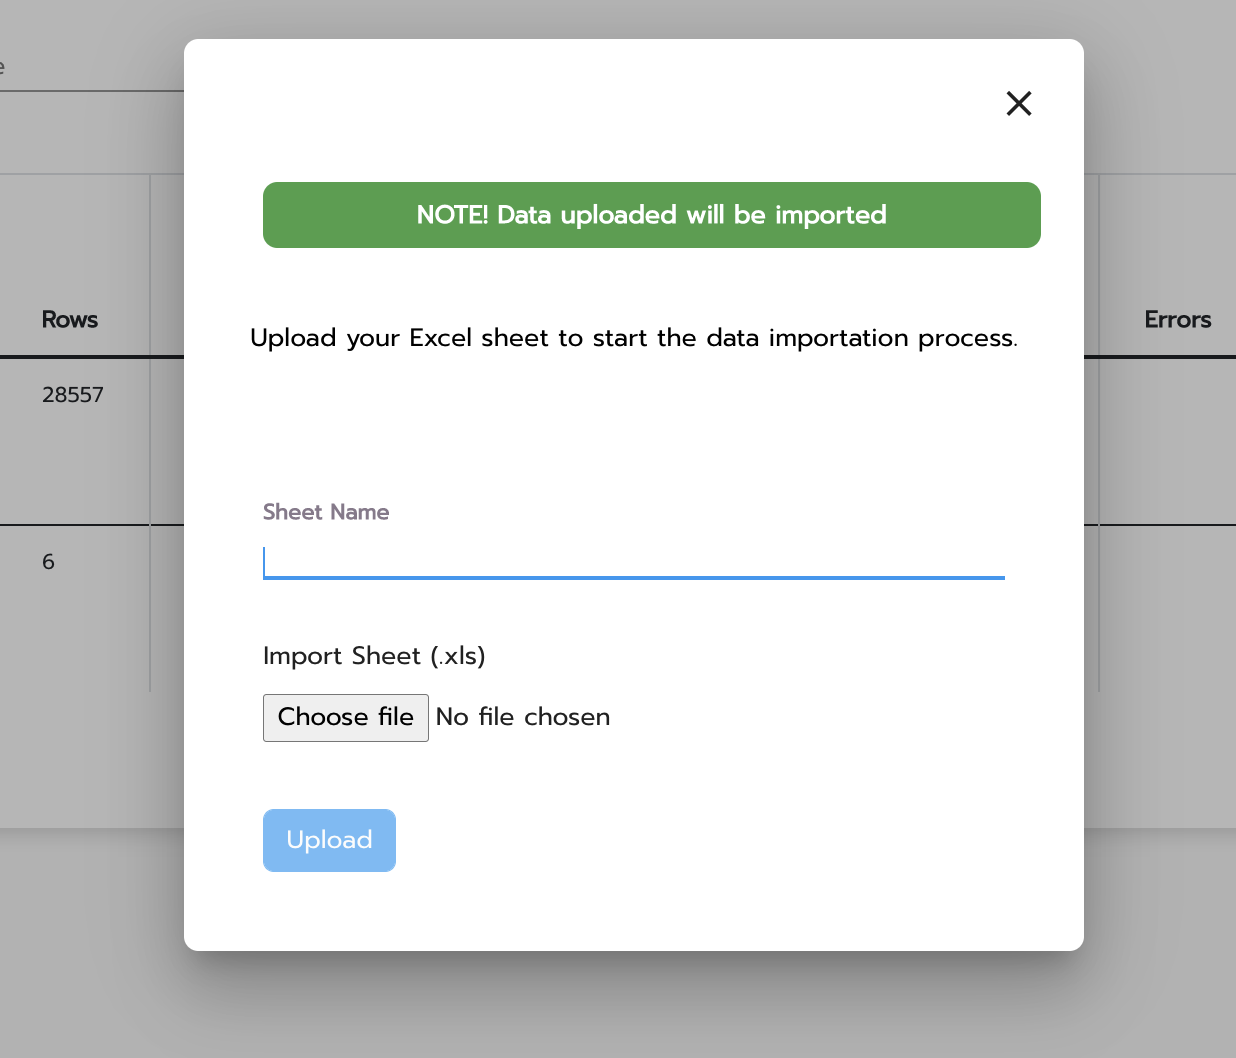 NOTE! Data uploaded will be imported
Upload your Excel sheet to start the data importation process.
Rows
Errors
28557
6
Sheet Name
Import Sheet (.xls)
Choose file No file chosen
Upload